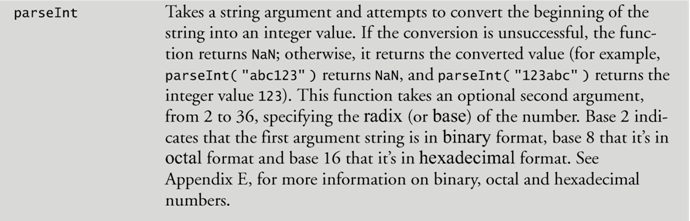 parseInt Takes a string argument and attempts to convert the beginning of the
string into an integer value. If the conversion is unsuccessful, the func-
tion returns NaN; otherwise, it returns the converted value (for example,
parseInt( "abc123" ) returns NaN, and parseInt( "123abc" ) returns the
integer value 123). This function takes an optional second argument,
from 2 to 36, specifying the radix (or base) of the number. Base 2 indi-
cates that the first argument string is in binary format, base 8 that it’s in
octal format and base 16 that it’s in hexadecimal format. See
Appendix E, for more information on binary, octal and hexadecimal
numbers.